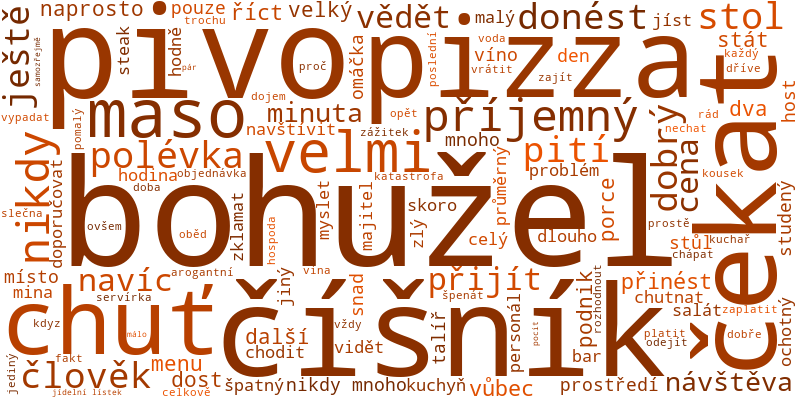 naprosto
pouze
trochu
říct
velký
vědět
malý
donést
jíst
stol
ještě
pivo
pizza
steak
hodně
samozřejmě
pár
proč
omáčka
poslední
voda
vrátit
víno
zajít
den
stát
každý
dříve
čekat
host
vypadat
pomalý
maso
minuta
dojem
navštívit
zážitek
opět
příjemný
mnoho
rád
nechat
dva
dobrý
cena
nikdy
polévka
velmi
pití
hodina
objednávka
katastrofa
problém
kousek
doporučovat
doba
bohužel
myslet
majitel
skoro
průměrný
porce
studený
slečna
ovšem
zklamat
zlý
prostě
oběd
hospoda
celý
dlouho
stůl
kuchař
chápat
místo
navíc
arogantní
vina
jiný
snad
přijít
špenát
podnik
rozhodnout
přinést
mina
servírka
chutnat
salát
zaplatit
chuť
číšník
kdyz
málo
vždy
talíř
personál
pocit
platit
odejít
dobře
ochotný
další
chodit
vidět
bar
jediný
fakt
člověk
menu
dost
celkově
jídelní lístek
špatný
nikdy
mnoho
kuchyň
vůbec
prostředí
návštěva